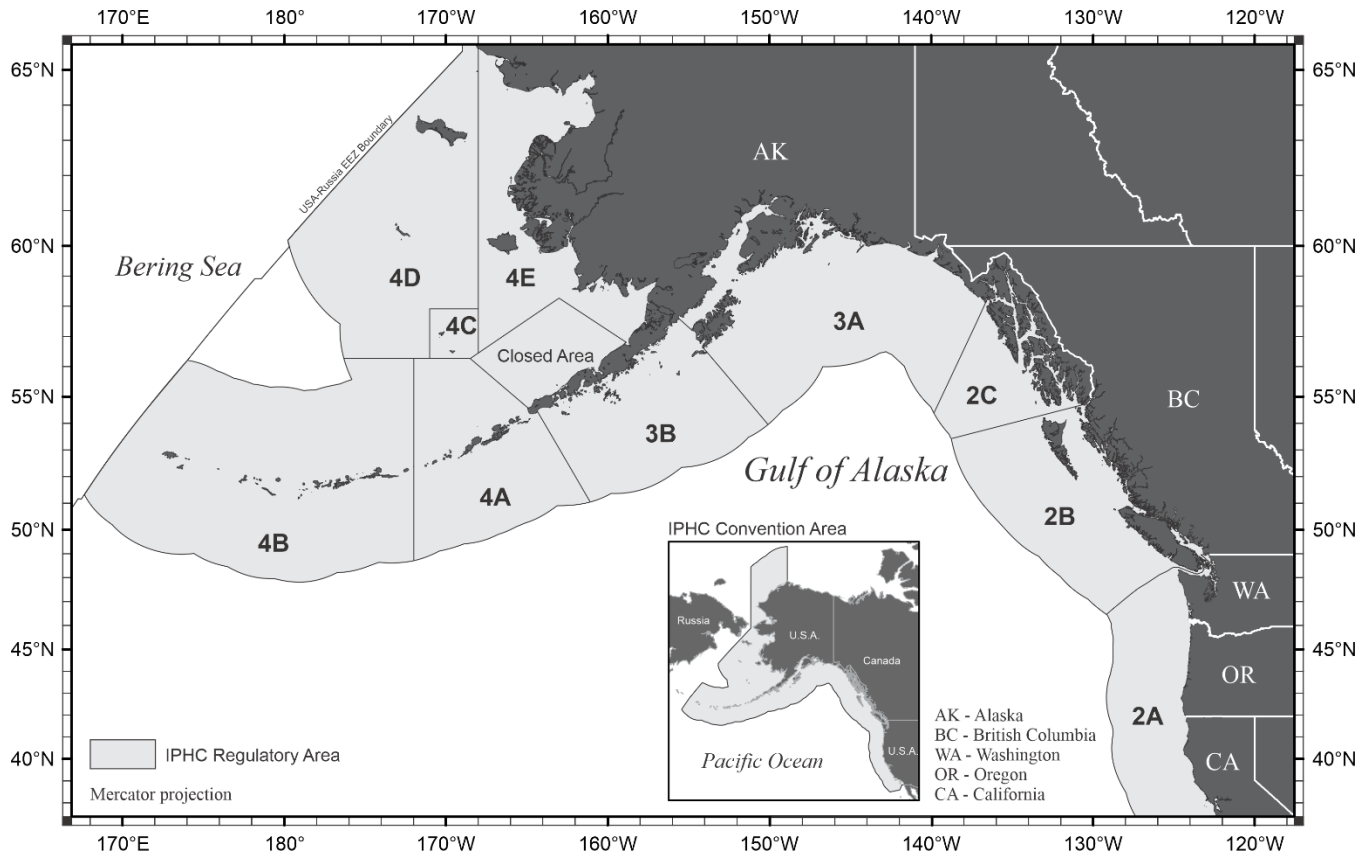 170°E 180° 170°W 160°W 150°W 140°W 130°W 120°W
65°N 65°N
USA-Russia EEZ Boundary
AK
60°N 60°N
Bering Sea
4D 4E
4C
3A
Closed Area
55°N 55°N
2C
BC
3B
Gulf of Alaska
4A
2B
50°N 50°N
4B
IPHC Convention Area
WA
Russia
U.S.A.
Canada
45°N 45°N
OR
2A
AK - Alaska
BC - British Columbia
WA - Washington
OR - Oregon
CA - California
U.S.A.
Pacific Ocean
CA
IPHC Regulatory Area
40°N 40°N
Mercator projection
170°E 180° 170°W 160°W 150°W 140°W 130°W 120°W